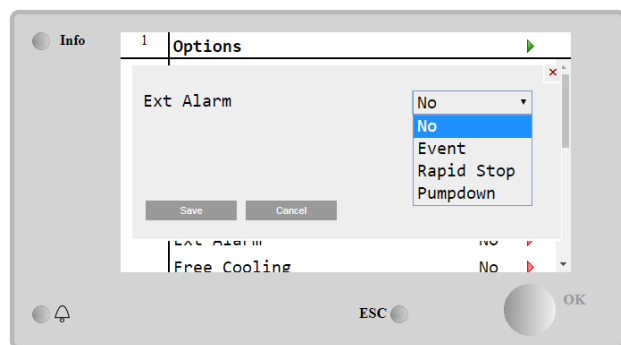 Info
1 Options
×
Ext Alarm No
No
Event
Rapid Stop
Pumpdown
Save Cancel
Ext Alarm No
Free Cooling No
ESC
OK